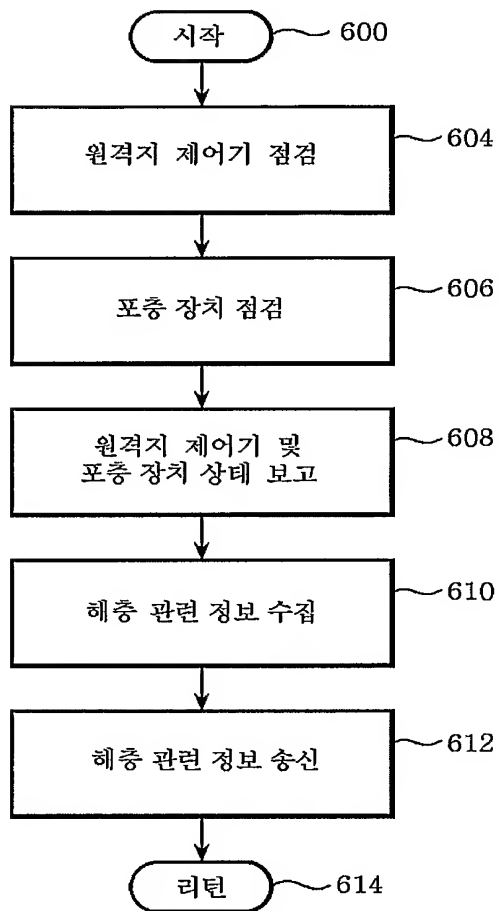 시작
600
원격지 제어기 점검
604
포충 장치 점검
606
원격지 제어기 및
포충 장치 상태 보고
608
해충 관련 정보 수집
610
해충 관련 정보 송신
612
리턴
614